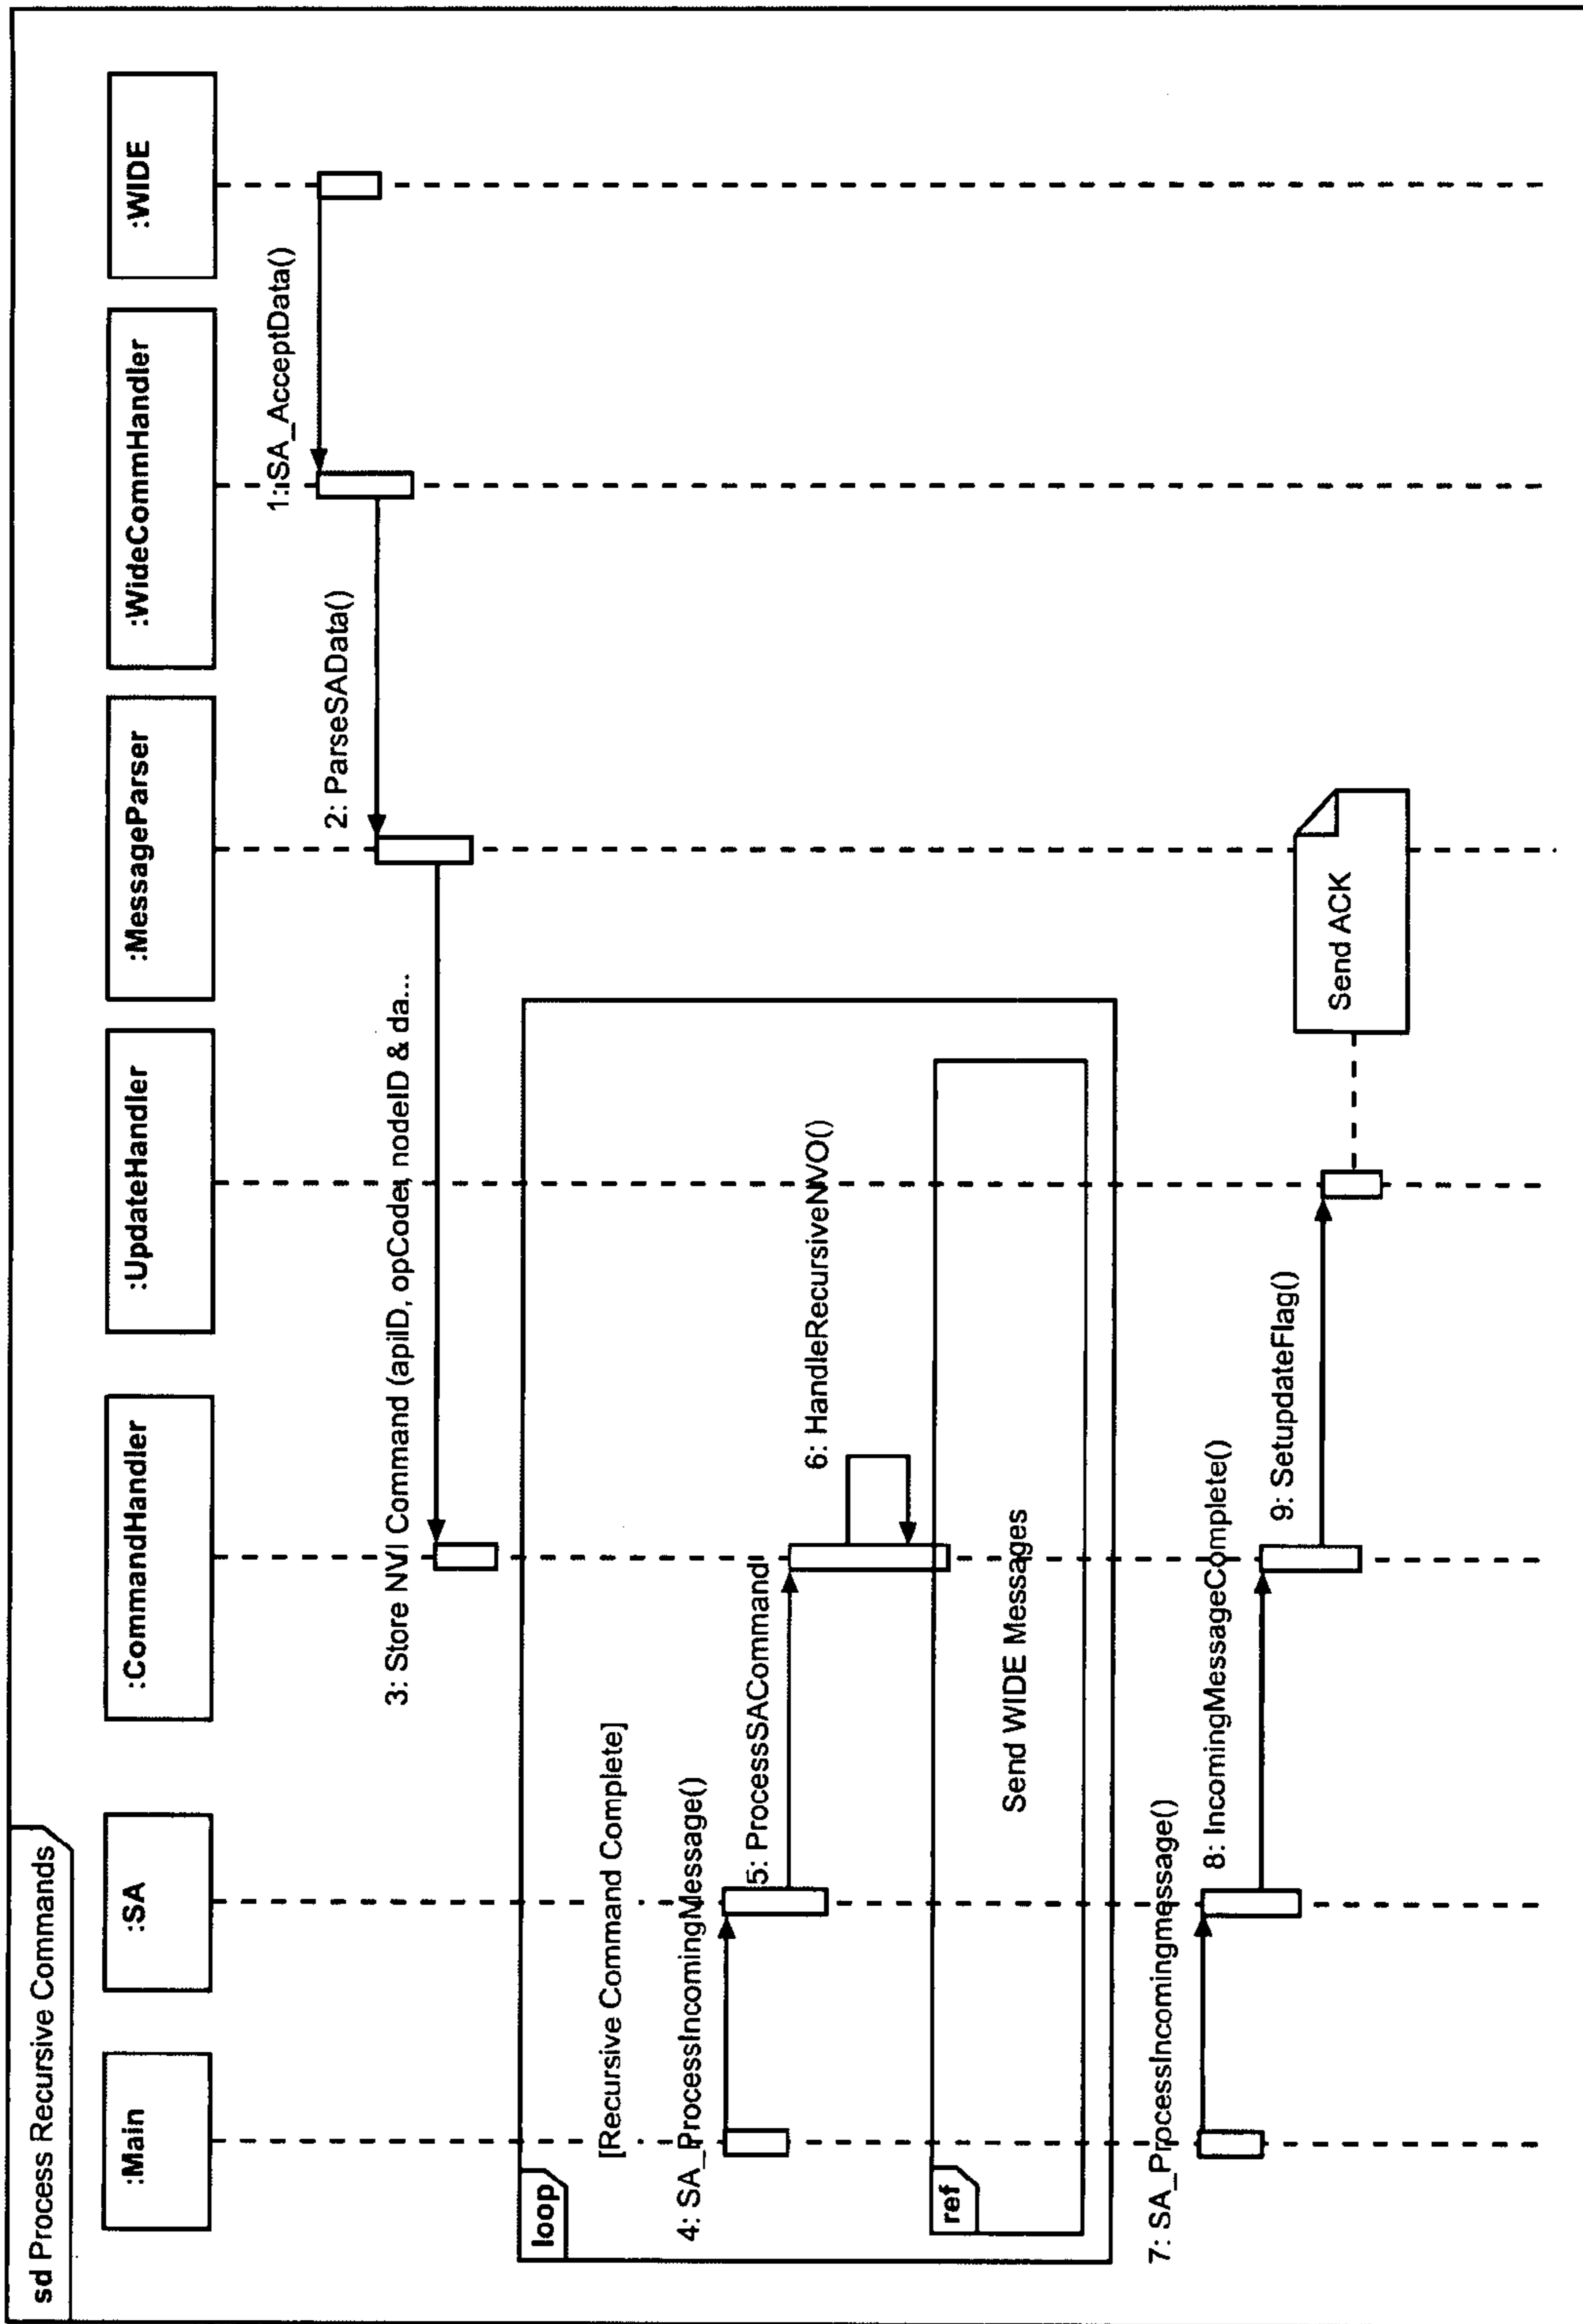 sd Process Recursive Commands
:Main
:SA
:CommandHandler
:UpdateHandler
:MessageParser
:WideCommHandler
:WIDE
1:iSA_AcceptData()
2: ParseSAData()
3: Store NVI Command (apiID, opCode, nodeID & da...
loop
[Recursive Command Complete]
4: SA_ProcessIncomingMessage()
5: ProcessSACommand
6: HandleRecursiveNVO()
ref
Send WIDE Messages
7: SA_ProcessIncomingmessage()
8: IncomingMessageComplete()
9: SetupdateFlag()
Send ACK